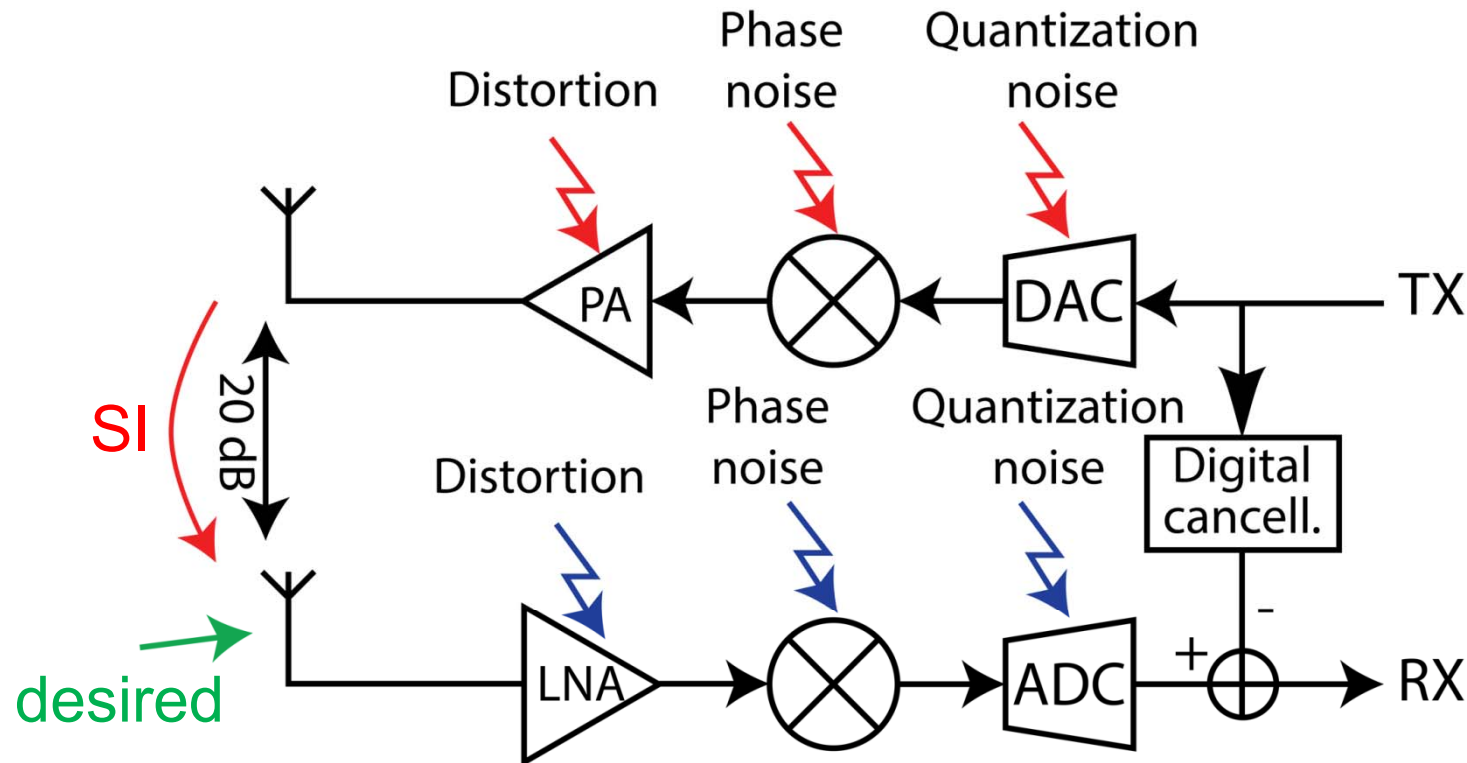 Phase
noise
Quantization
noise
Distortion
PA
DAC
TX
SI
20 dB
Phase
noise
Quantization
noise
Distortion
Digital
cancell.
-
+
desired
LNA
ADC
RX